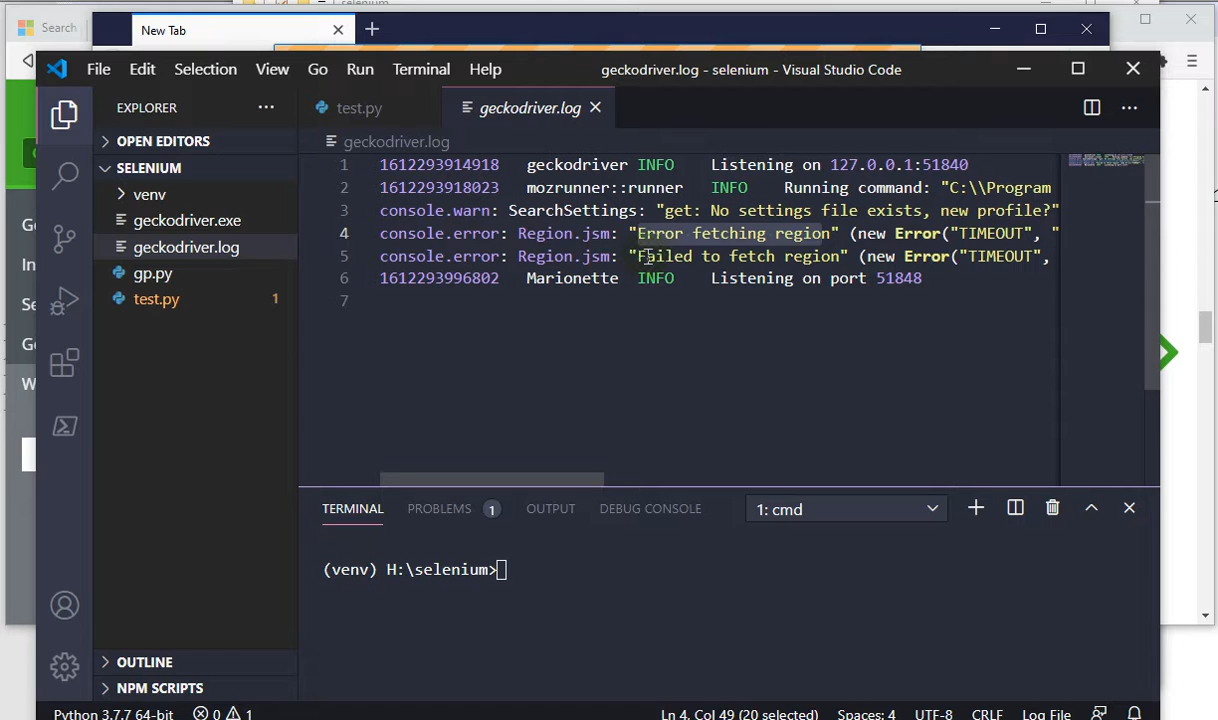 selenium
Search
New Tab
File Edit Selection View Go Run Terminal Help
geckodriver.log - selenium - Visual Studio Code
EXPLORER
test.py
geckodriver.log
OPEN EDITORS
geckodriver.log
SELENIUM
venv
geckodriver.exe
geckodriver.log
gp.py
test.py 1
1 1612293914918 geckodriver INFO Listening on 127.0.0.1:51840
2 1612293918023 mozrunner::runner INFO Running command: "C:\\Program
3 console.warn: SearchSettings: "get: No settings file exists, new profile?"
4 console.error: Region.jsm: "Error fetching region" (new Error("TIMEOUT", "
5 console.error: Region.jsm: "Failed to fetch region" (new Error("TIMEOUT",
6 1612293996802 Marionette INFO Listening on port 51848
7
Ge
In
Se
Ge
W
TERMINAL PROBLEMS 1 OUTPUT DEBUG CONSOLE 1: cmd
(venv) H:\selenium>
OUTLINE
NPM SCRIPTS
Python 3.7.7 64-bit 0 1 Ln 4, Col 49 (20 selected) Spaces: 4 UTF-8 CRLF Log File